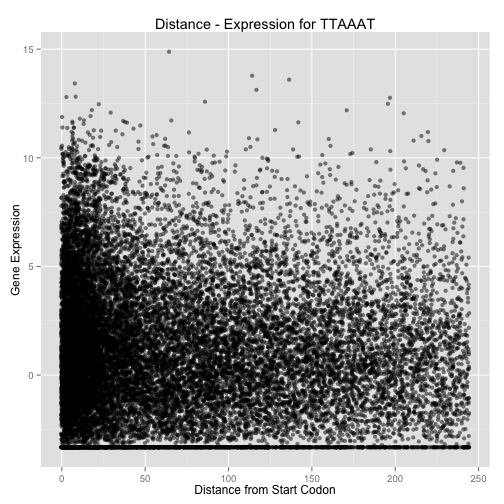 Distance - Expression for TTAAAT
15
10
5
0
Gene Expression
0 50 100 150 200 250
Distance from Start Codon